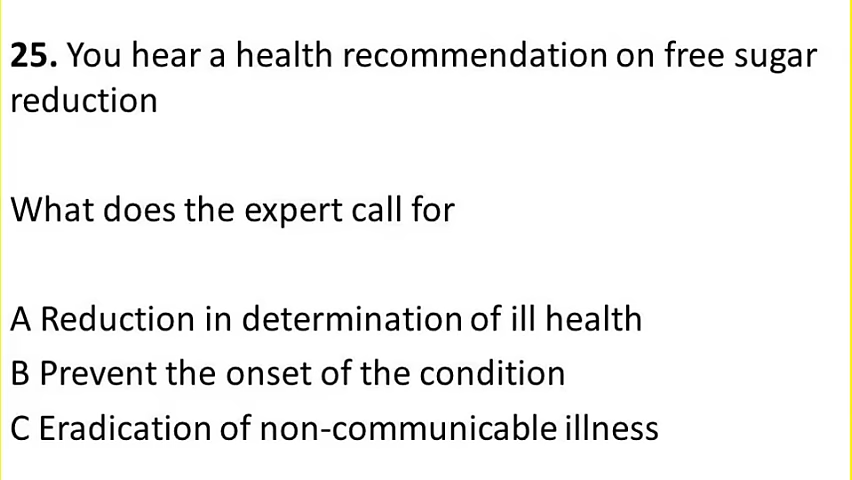 25. You hear a health recommendation on free sugar
reduction
What does the expert call for
A Reduction in determination of ill health
B Prevent the onset of the condition
C Eradication of non-communicable illness